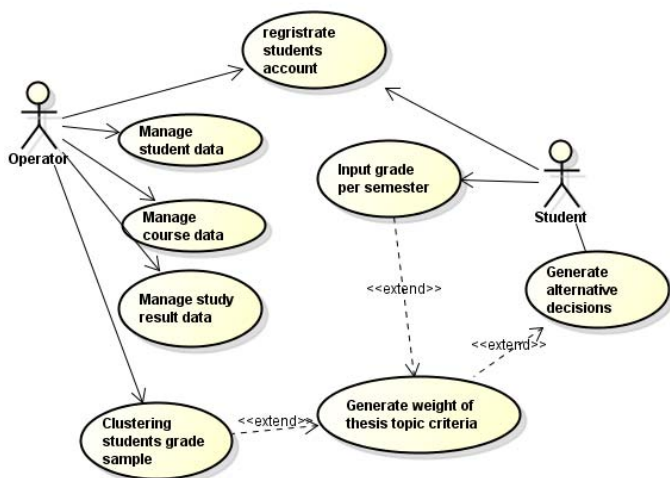 regristrate
students
account
Operator
Manage
student data
Input grade
per semester
Student
Manage
course data
Generate
alternative
decisions
Manage study
result data
<<extend>>
<<extend>>
Clustering
students grade
sample
<<extend>>
Generate weight of
thesis topic criteria